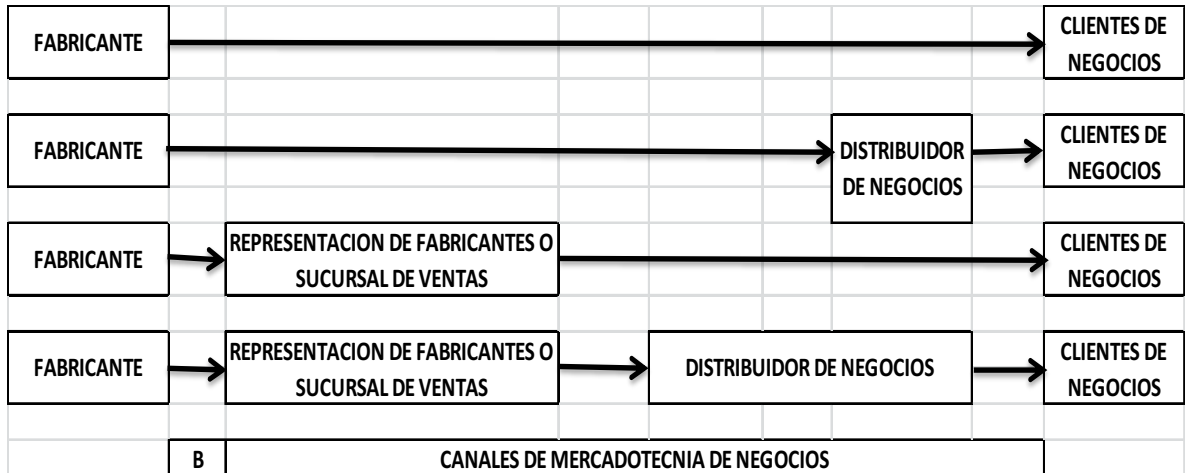 FABRICANTE
CLIENTES DE
NEGOCIOS
FABRICANTE
DISTRIBUIDOR
DE NEGOCIOS
CLIENTES DE
NEGOCIOS
FABRICANTE
REPRESENTACION DE FABRICANTES O
SUCURSAL DE VENTAS
CLIENTES DE
NEGOCIOS
FABRICANTE
REPRESENTACION DE FABRICANTES O
SUCURSAL DE VENTAS
DISTRIBUIDOR DE NEGOCIOS
CLIENTES DE
NEGOCIOS
B
CANALES DE MERCADOTECNIA DE NEGOCIOS